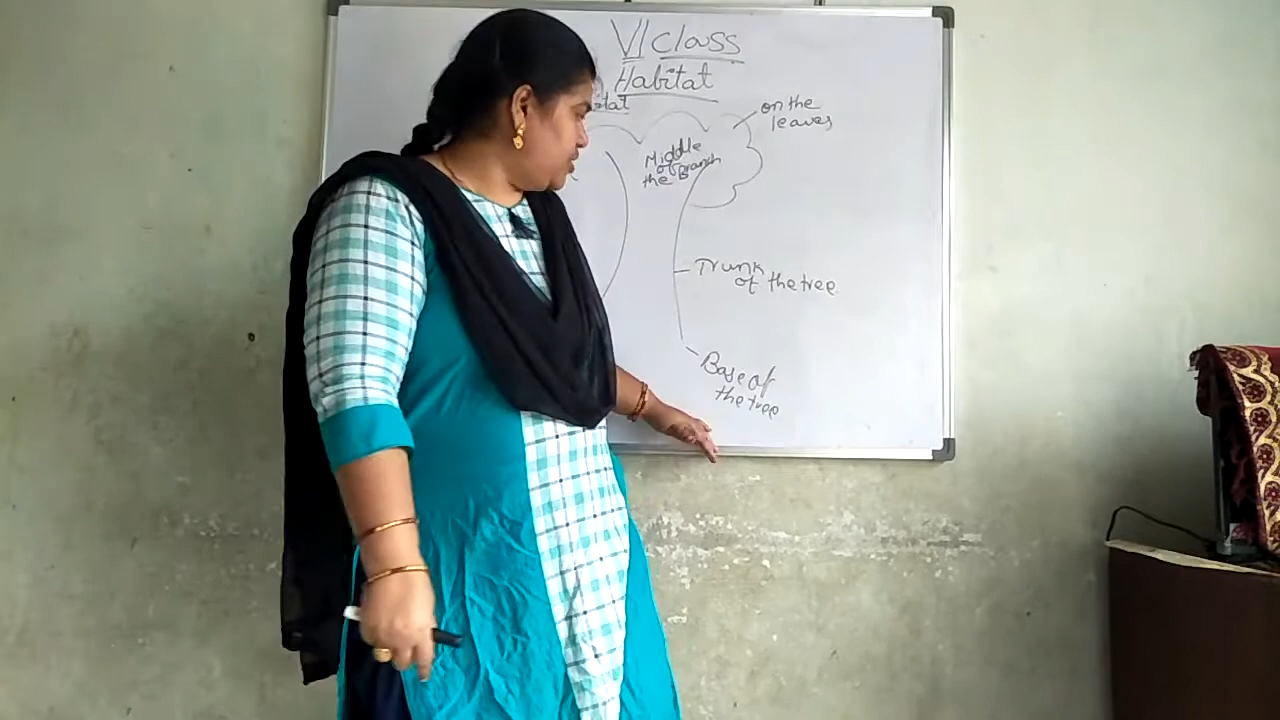 VI class
Habitat
on the
leaves
Middle
of
the Branch
Trunk
of the tree
Base of
the tree